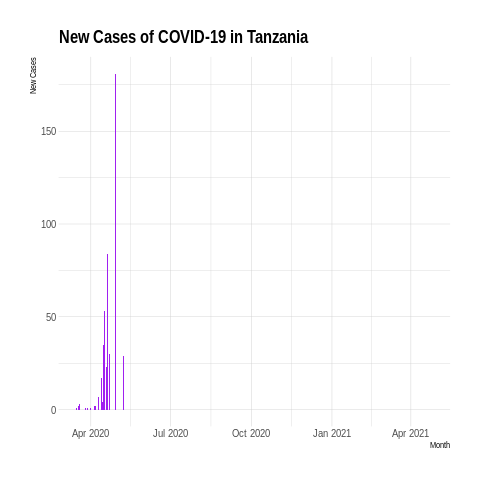 New Cases of COVID-19 in Tanzania
New Cases
150
100
50
0
Apr 2020 Jul 2020 Oct 2020 Jan 2021 Apr 2021
Month